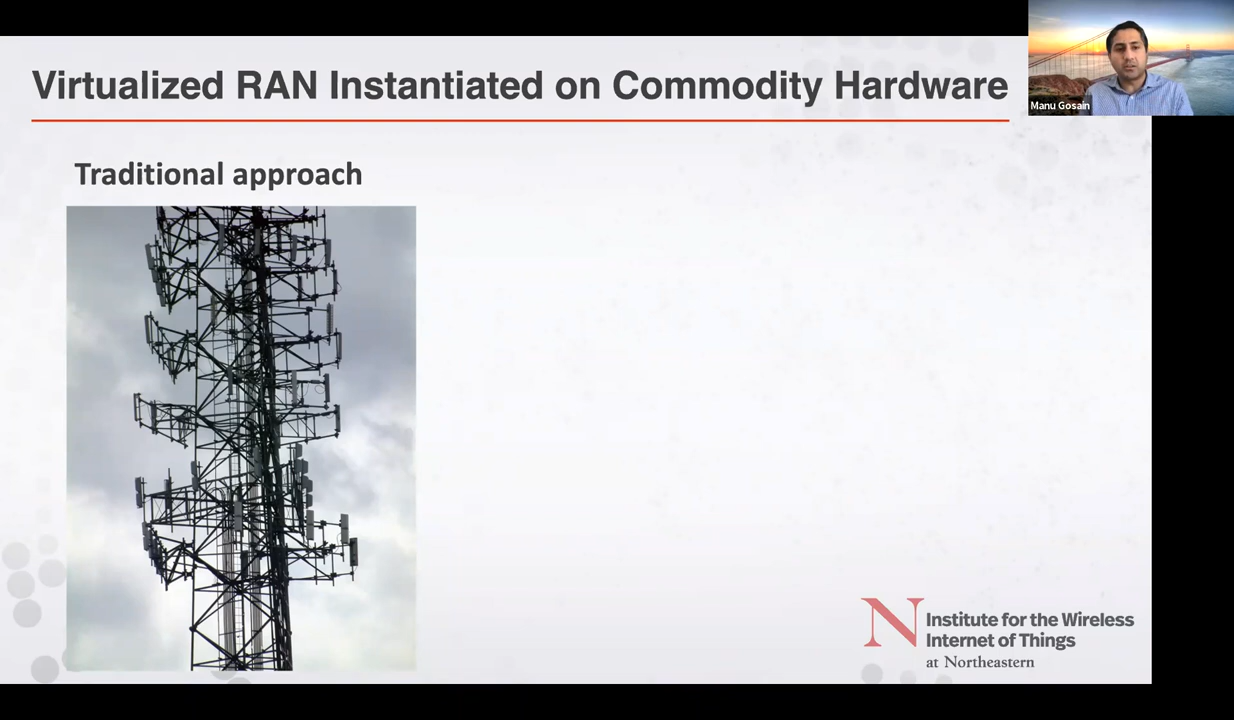 Virtualized RAN Instantiated on Commodity Hardware
Manu Gosain
Traditional approach
N
Institute for the Wireless
Internet of Things
at Northeastern